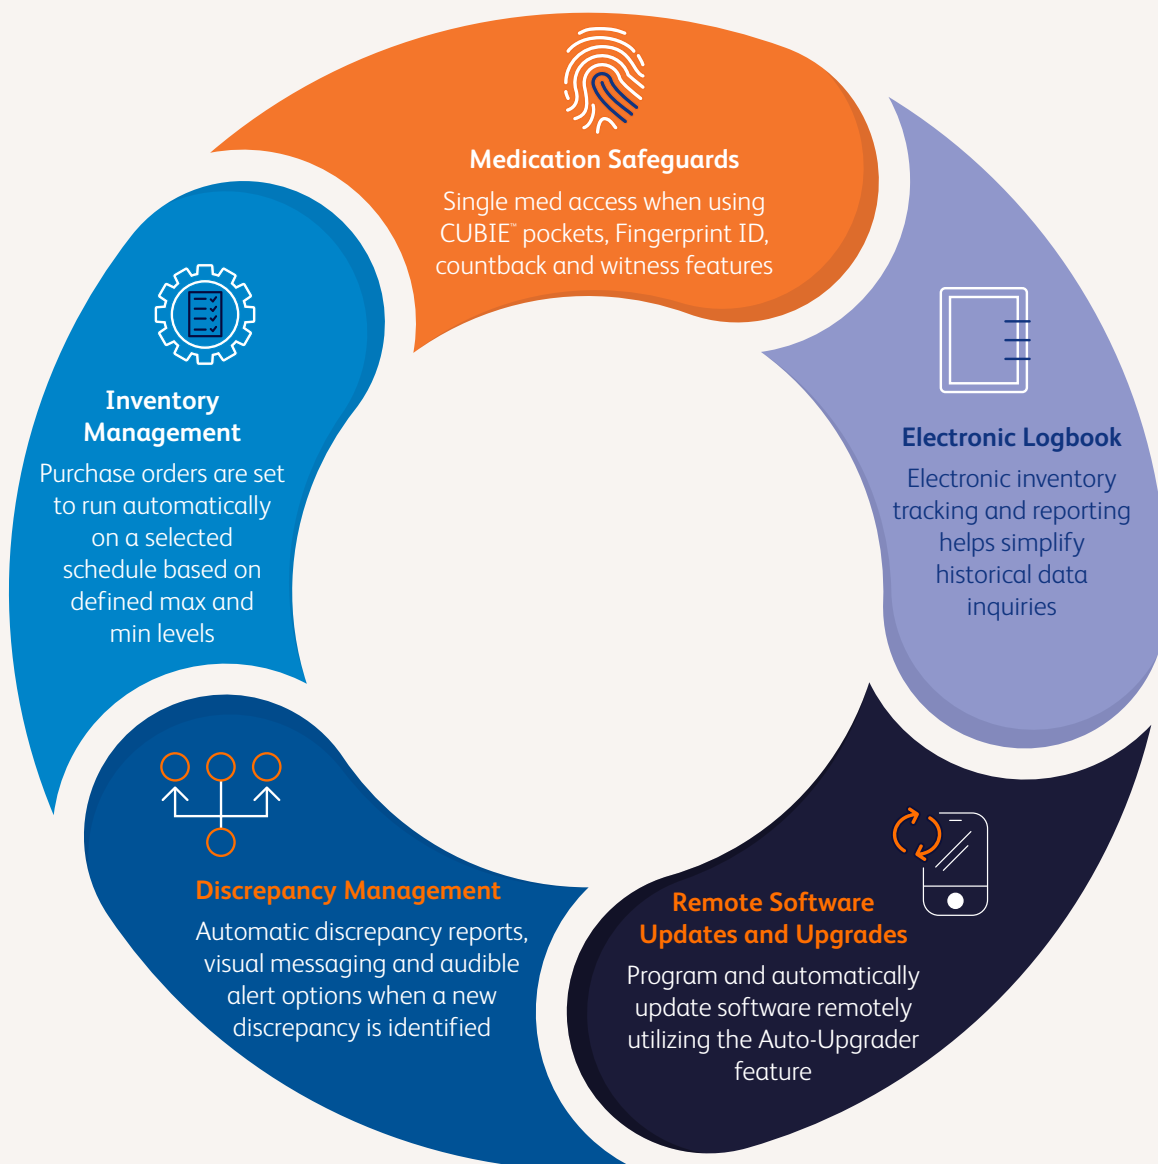 Medication Safeguards
Single med access when using
CUBIE™ pockets, Fingerprint ID,
countback and witness features
Electronic Logbook
Electronic inventory
tracking and reporting
helps simplify
historical data
inquiries
Remote Software
Updates and Upgrades
Program and automatically
update software remotely
utilizing the Auto-Upgrader
feature
Discrepancy Management
Automatic discrepancy reports,
visual messaging and audible
alert options when a new
discrepancy is identified
Inventory
Management
Purchase orders are set
to run automatically
on a selected
schedule based on
defined max and
min levels